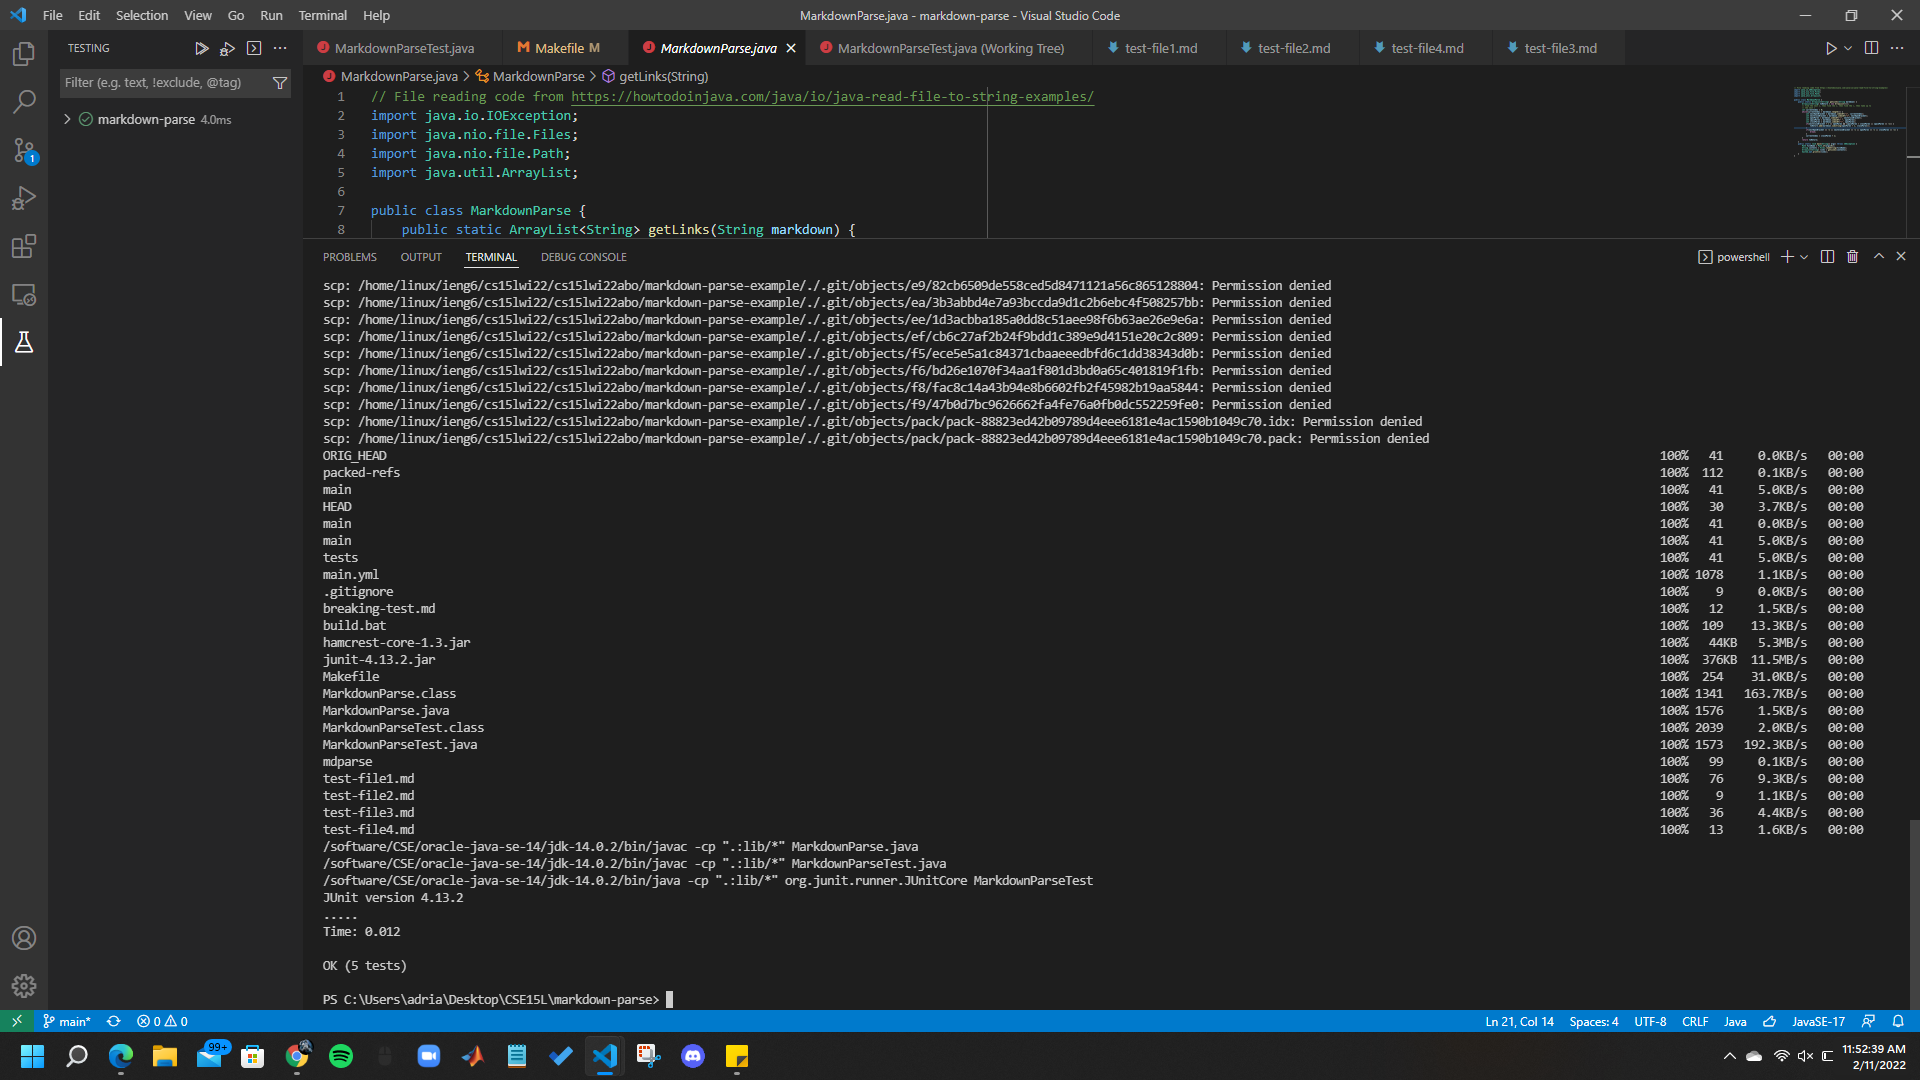 File Edit Selection View Go Run Terminal Help
MarkdownParse.java - markdown-parse - Visual Studio Code
TESTING
MarkdownParseTest.java
Makefile M
MarkdownParse.java
MarkdownParseTest.java (Working Tree)
test-file1.md
test-file2.md
test-file4.md
test-file3.md
Filter (e.g. text, !exclude, @tag)
markdown-parse 4.0ms
1
MarkdownParse.java > MarkdownParse > getLinks(String)
1 // File reading code from https://howtodoinjava.com/java/io/java-read-file-to-string-examples/
2 import java.io.IOException;
3 import java.nio.file.Files;
4 import java.nio.file.Path;
5 import java.util.ArrayList;
6
7 public class MarkdownParse {
8 public static ArrayList<String> getLinks(String markdown) {
PROBLEMS OUTPUT TERMINAL DEBUG CONSOLE
powershell
scp: /home/linux/ieng6/cs15lwi22/cs15lwi22abo/markdown-parse-example/./.git/objects/e9/82cb6509de558ced5d8471121a56c865128804: Permission denied
scp: /home/linux/ieng6/cs15lwi22/cs15lwi22abo/markdown-parse-example/./.git/objects/ea/3b3abbd4e7a93bccda9d1c2b6ebc4f508257bb: Permission denied
scp: /home/linux/ieng6/cs15lwi22/cs15lwi22abo/markdown-parse-example/./.git/objects/ee/1d3acbba185a0dd8c51aee98f6b63ae26e9e6a: Permission denied
scp: /home/linux/ieng6/cs15lwi22/cs15lwi22abo/markdown-parse-example/./.git/objects/ef/cb6c27af2b24f9bdd1c389e9d4151e20c2c809: Permission denied
scp: /home/linux/ieng6/cs15lwi22/cs15lwi22abo/markdown-parse-example/./.git/objects/f5/ece5e5a1c84371cbaaeeedbfd6c1dd38343d0b: Permission denied
scp: /home/linux/ieng6/cs15lwi22/cs15lwi22abo/markdown-parse-example/./.git/objects/f6/bd26e1070f34aa1f801d3bd0a65c401819f1fb: Permission denied
scp: /home/linux/ieng6/cs15lwi22/cs15lwi22abo/markdown-parse-example/./.git/objects/f8/fac8c14a43b94e8b6602fb2f45982b19aa5844: Permission denied
scp: /home/linux/ieng6/cs15lwi22/cs15lwi22abo/markdown-parse-example/./.git/objects/f9/47b0d7bc9626662fa4fe76a0fb0dc552259fe0: Permission denied
scp: /home/linux/ieng6/cs15lwi22/cs15lwi22abo/markdown-parse-example/./.git/objects/pack/pack-88823ed42b09789d4eee6181e4ac1590b1049c70.idx: Permission denied
scp: /home/linux/ieng6/cs15lwi22/cs15lwi22abo/markdown-parse-example/./.git/objects/pack/pack-88823ed42b09789d4eee6181e4ac1590b1049c70.pack: Permission denied
ORIG_HEAD 100% 41 0.0KB/s 00:00
packed-refs 100% 112 0.1KB/s 00:00
main 100% 41 5.0KB/s 00:00
HEAD 100% 30 3.7KB/s 00:00
main 100% 41 0.0KB/s 00:00
main 100% 41 5.0KB/s 00:00
tests 100% 41 5.0KB/s 00:00
main.yml 100% 1078 1.1KB/s 00:00
.gitignore 100% 9 0.0KB/s 00:00
breaking-test.md 100% 12 1.5KB/s 00:00
build.bat 100% 109 13.3KB/s 00:00
hamcrest-core-1.3.jar 100% 44KB 5.3MB/s 00:00
junit-4.13.2.jar 100% 376KB 11.5MB/s 00:00
Makefile 100% 254 31.0KB/s 00:00
MarkdownParse.class 100% 1341 163.7KB/s 00:00
MarkdownParse.java 100% 1576 1.5KB/s 00:00
MarkdownParseTest.class 100% 2039 2.0KB/s 00:00
MarkdownParseTest.java 100% 1573 192.3KB/s 00:00
mdparse 100% 99 0.1KB/s 00:00
test-file1.md 100% 76 9.3KB/s 00:00
test-file2.md 100% 9 1.1KB/s 00:00
test-file3.md 100% 36 4.4KB/s 00:00
test-file4.md 100% 13 1.6KB/s 00:00
/software/CSE/oracle-java-se-14/jdk-14.0.2/bin/javac -cp ".:lib/*" MarkdownParse.java
/software/CSE/oracle-java-se-14/jdk-14.0.2/bin/javac -cp ".:lib/*" MarkdownParseTest.java
/software/CSE/oracle-java-se-14/jdk-14.0.2/bin/java -cp ".:lib/*" org.junit.runner.JUnitCore MarkdownParseTest
JUnit version 4.13.2
.....
Time: 0.012
OK (5 tests)
PS C:\Users\adria\Desktop\CSE15L\markdown-parse>
main* 0 0
Ln 21, Col 14 Spaces: 4 UTF-8 CRLF Java JavaSE-17
99+
11:52:39 AM
2/11/2022